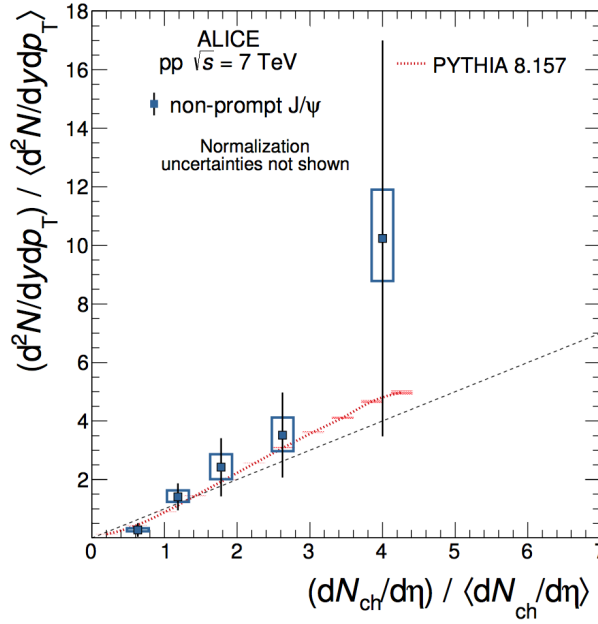 (d²N/dydp_T) / ⟨d²N/dydp_T⟩
18
16
14
12
10
8
6
4
2
0
1
2
3
4
5
6
7
ALICE
pp √s = 7 TeV
non-prompt J/ψ
Normalization
uncertainties not shown
PYTHIA 8.157
(dN_ch/dη) / ⟨dN_ch/dη⟩